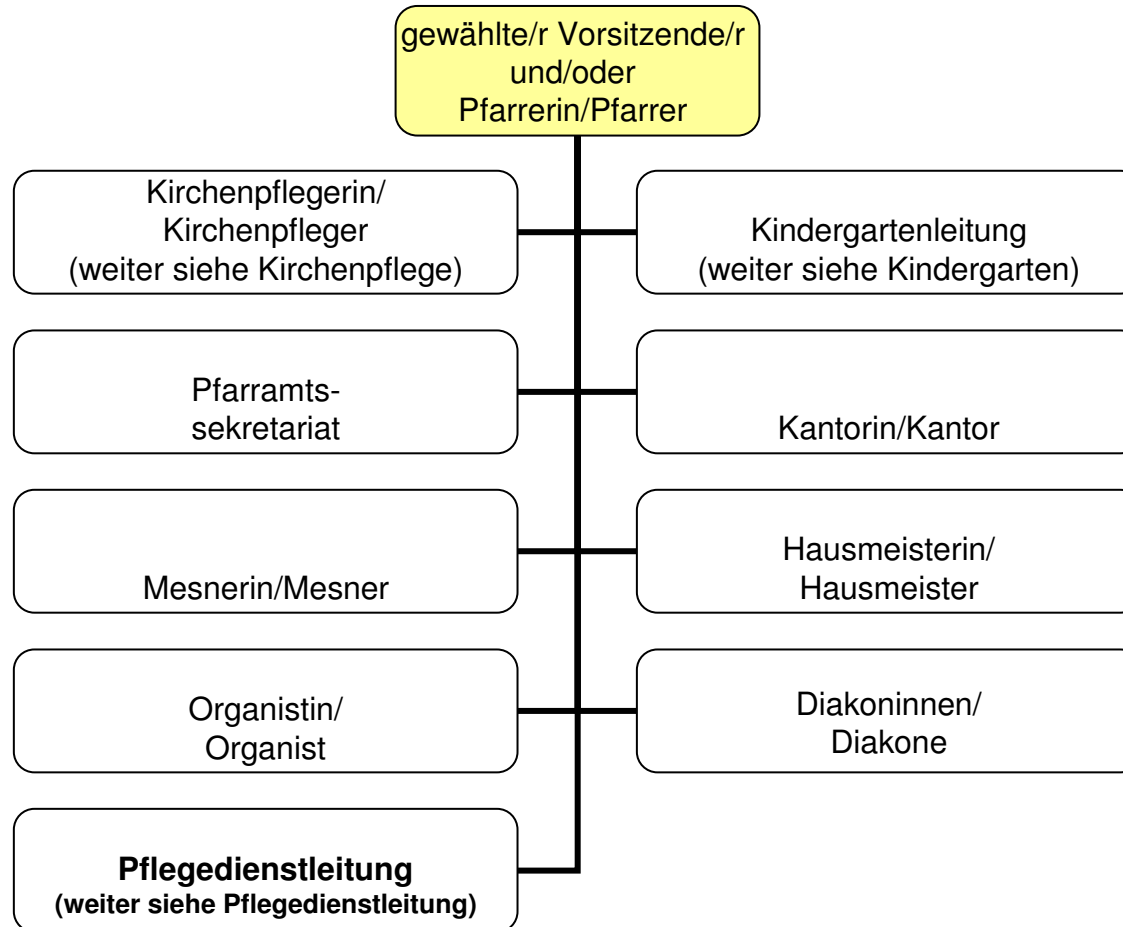 gewählte/r Vorsitzende/r
und/oder
Pfarrerin/Pfarrer
Kirchenpflegerin/
Kirchenpfleger
(weiter siehe Kirchenpflege)
Kindergartenleitung
(weiter siehe Kindergarten)
Pfarramts-
sekretariat
Kantorin/Kantor
Mesnerin/Mesner
Hausmeisterin/
Hausmeister
Organistin/
Organist
Diakoninnen/
Diakone
Pflegedienstleitung
(weiter siehe Pflegedienstleitung)